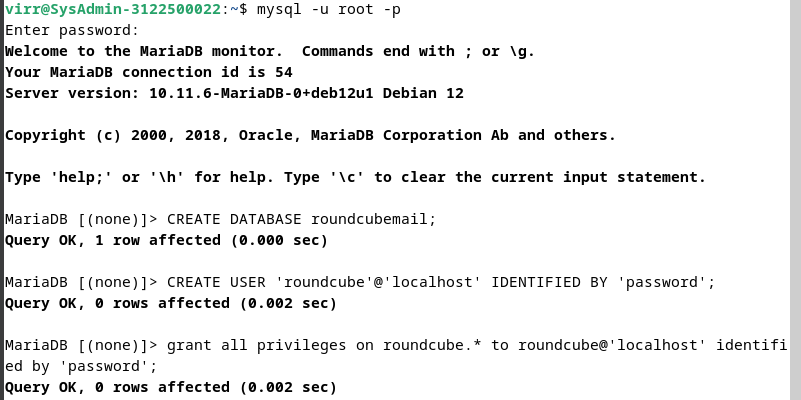 virr@SysAdmin-3122500022:~$ mysql -u root -p
Enter password:
Welcome to the MariaDB monitor.  Commands end with ; or \g.
Your MariaDB connection id is 54
Server version: 10.11.6-MariaDB-0+deb12u1 Debian 12
Copyright (c) 2000, 2018, Oracle, MariaDB Corporation Ab and others.
Type 'help;' or '\h' for help. Type '\c' to clear the current input statement.
MariaDB [(none)]> CREATE DATABASE roundcubemail;
Query OK, 1 row affected (0.000 sec)
MariaDB [(none)]> CREATE USER 'roundcube'@'localhost' IDENTIFIED BY 'password';
Query OK, 0 rows affected (0.002 sec)
MariaDB [(none)]> grant all privileges on roundcube.* to roundcube@'localhost' identifi
ed by 'password';
Query OK, 0 rows affected (0.002 sec)